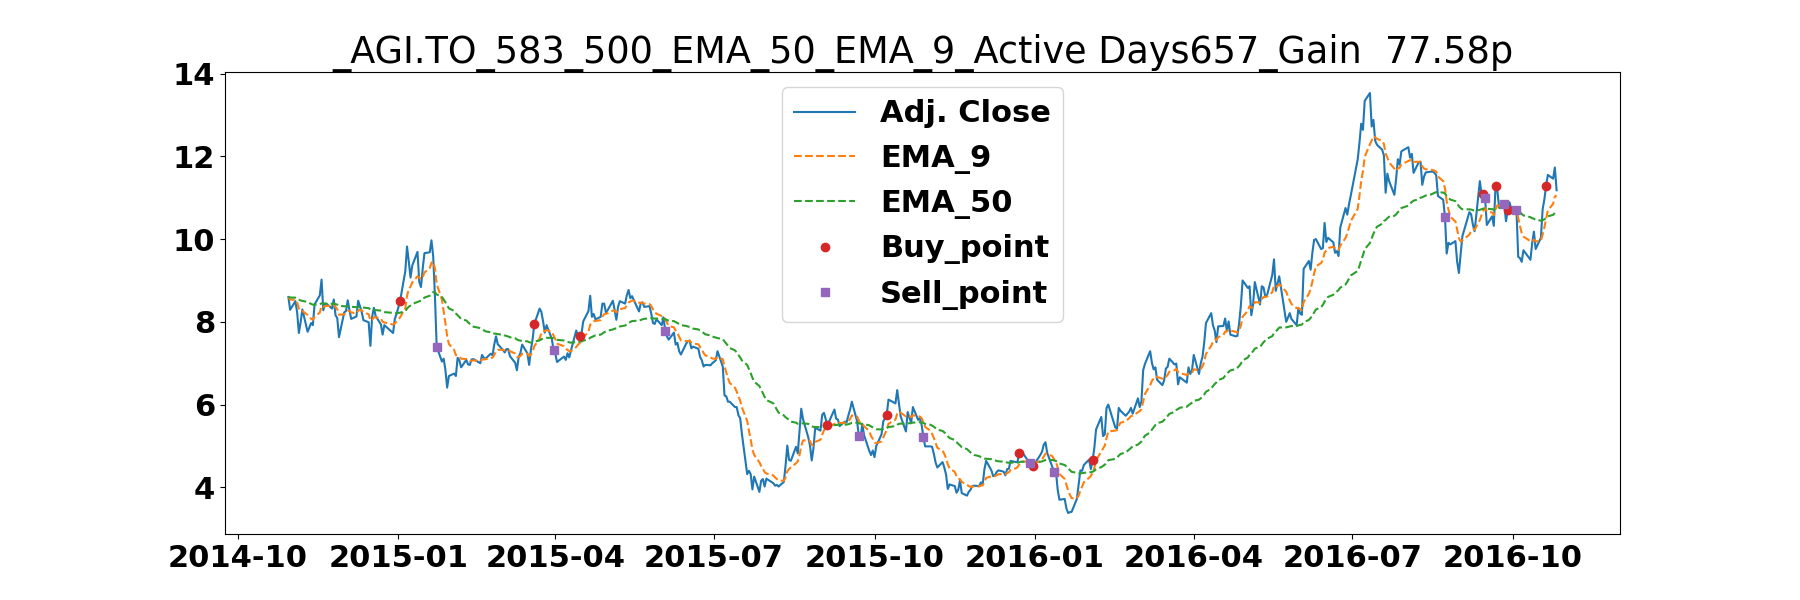 _AGI.TO_583_500_EMA_50_EMA_9_Active Days657_Gain  77.58p
14
12
10
8
6
4
Adj. Close
EMA_9
EMA_50
Buy_point
Sell_point
2014-10 2015-01 2015-04 2015-07 2015-10 2016-01 2016-04 2016-07 2016-10